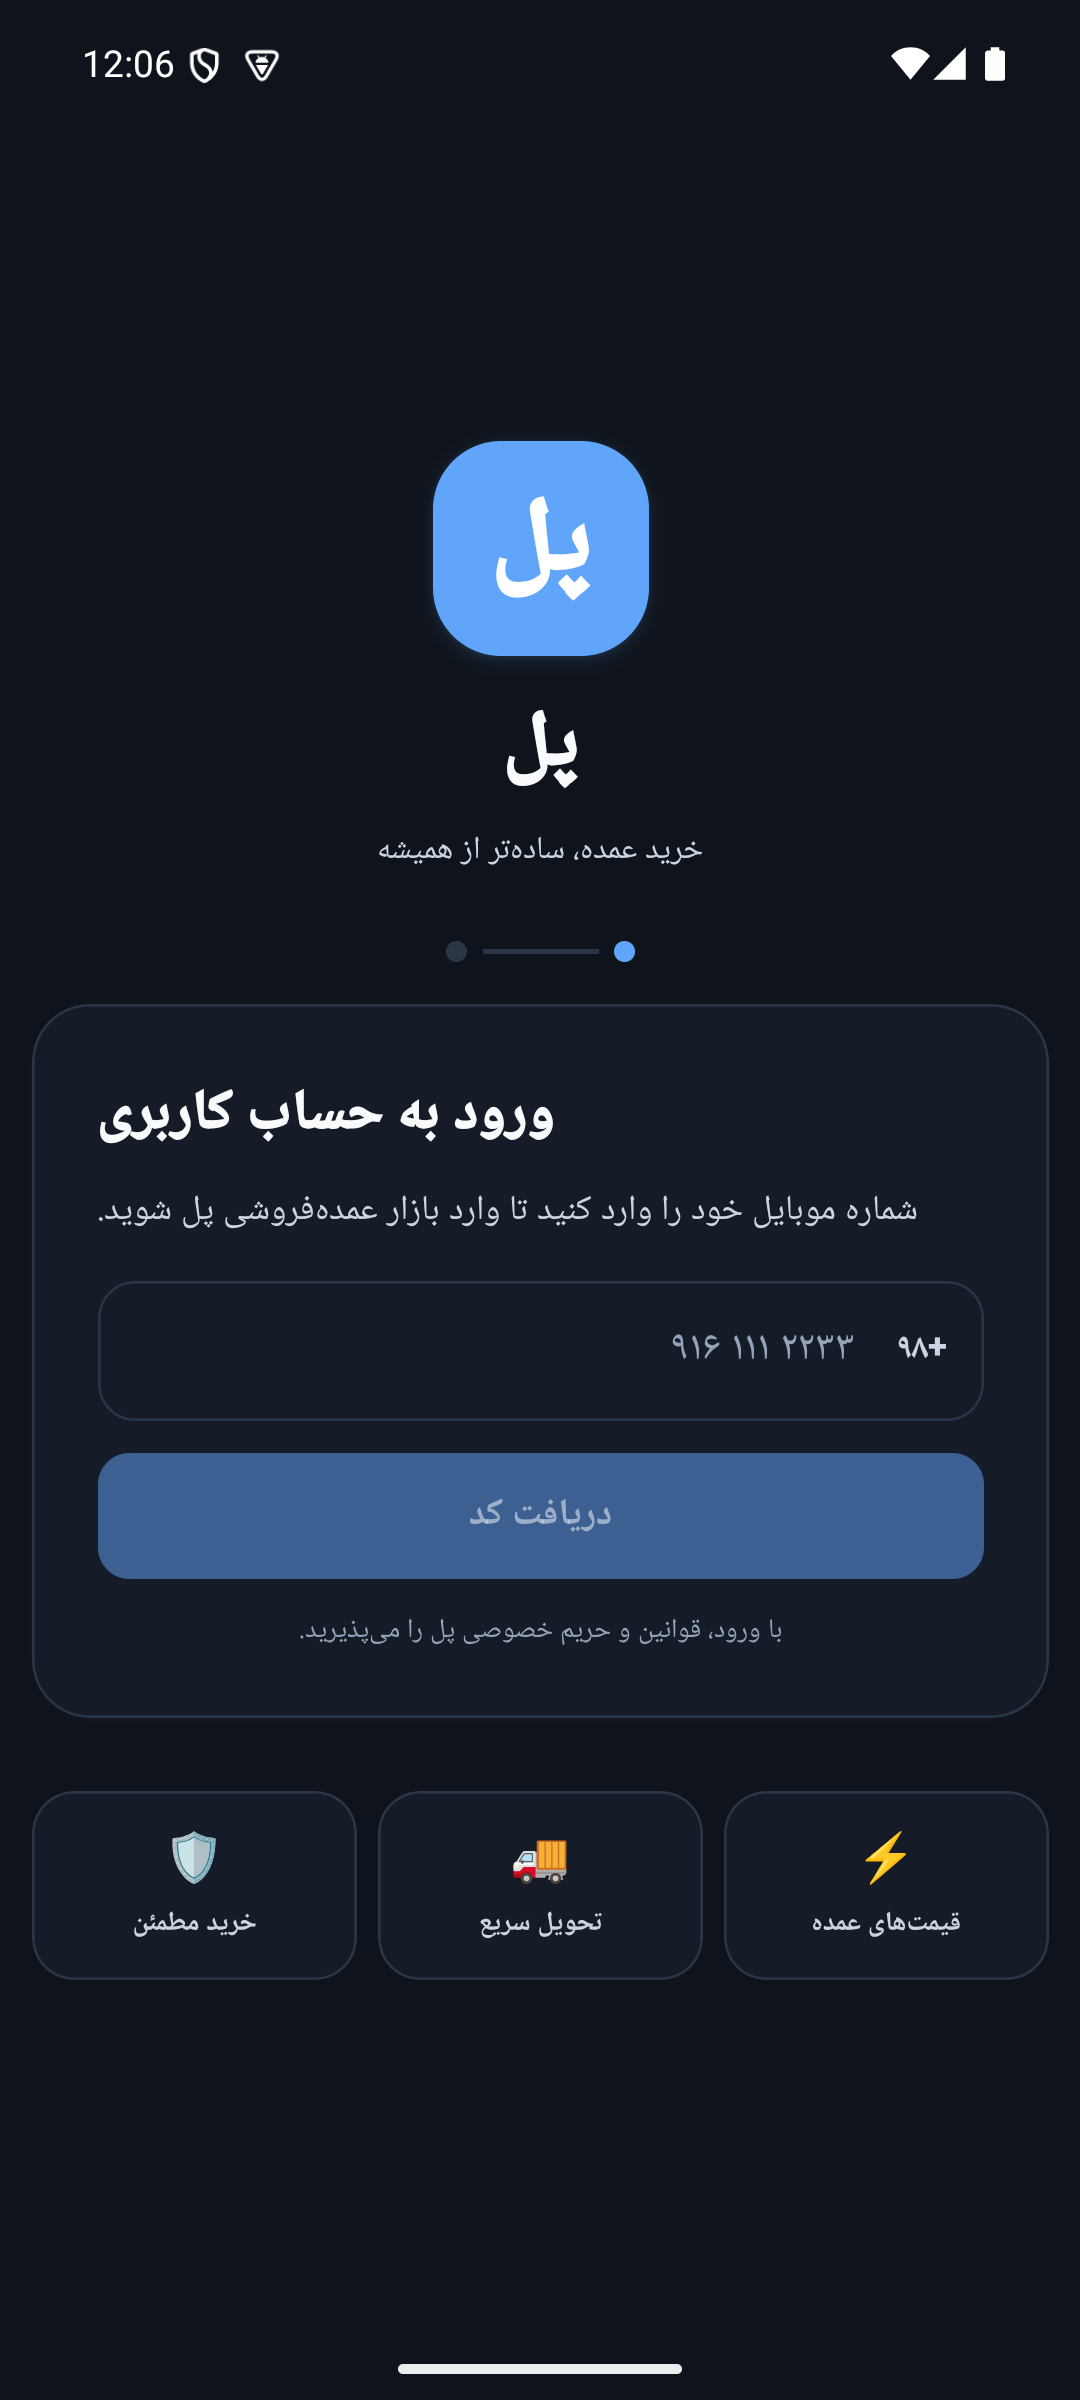 12:06
پل
پل
خرید عمده، ساده‌تر از همیشه
ورود به حساب کاربری
شماره موبایل خود را وارد کنید تا وارد بازار عمده‌فروشی پل شوید.
+۹۸ ۹۱۶ ۱۱۱ ۲۲۳۳
دریافت کد
با ورود، قوانین و حریم خصوصی پل را می‌پذیرید.
قیمت‌های عمده
تحویل سریع
خرید مطمئن